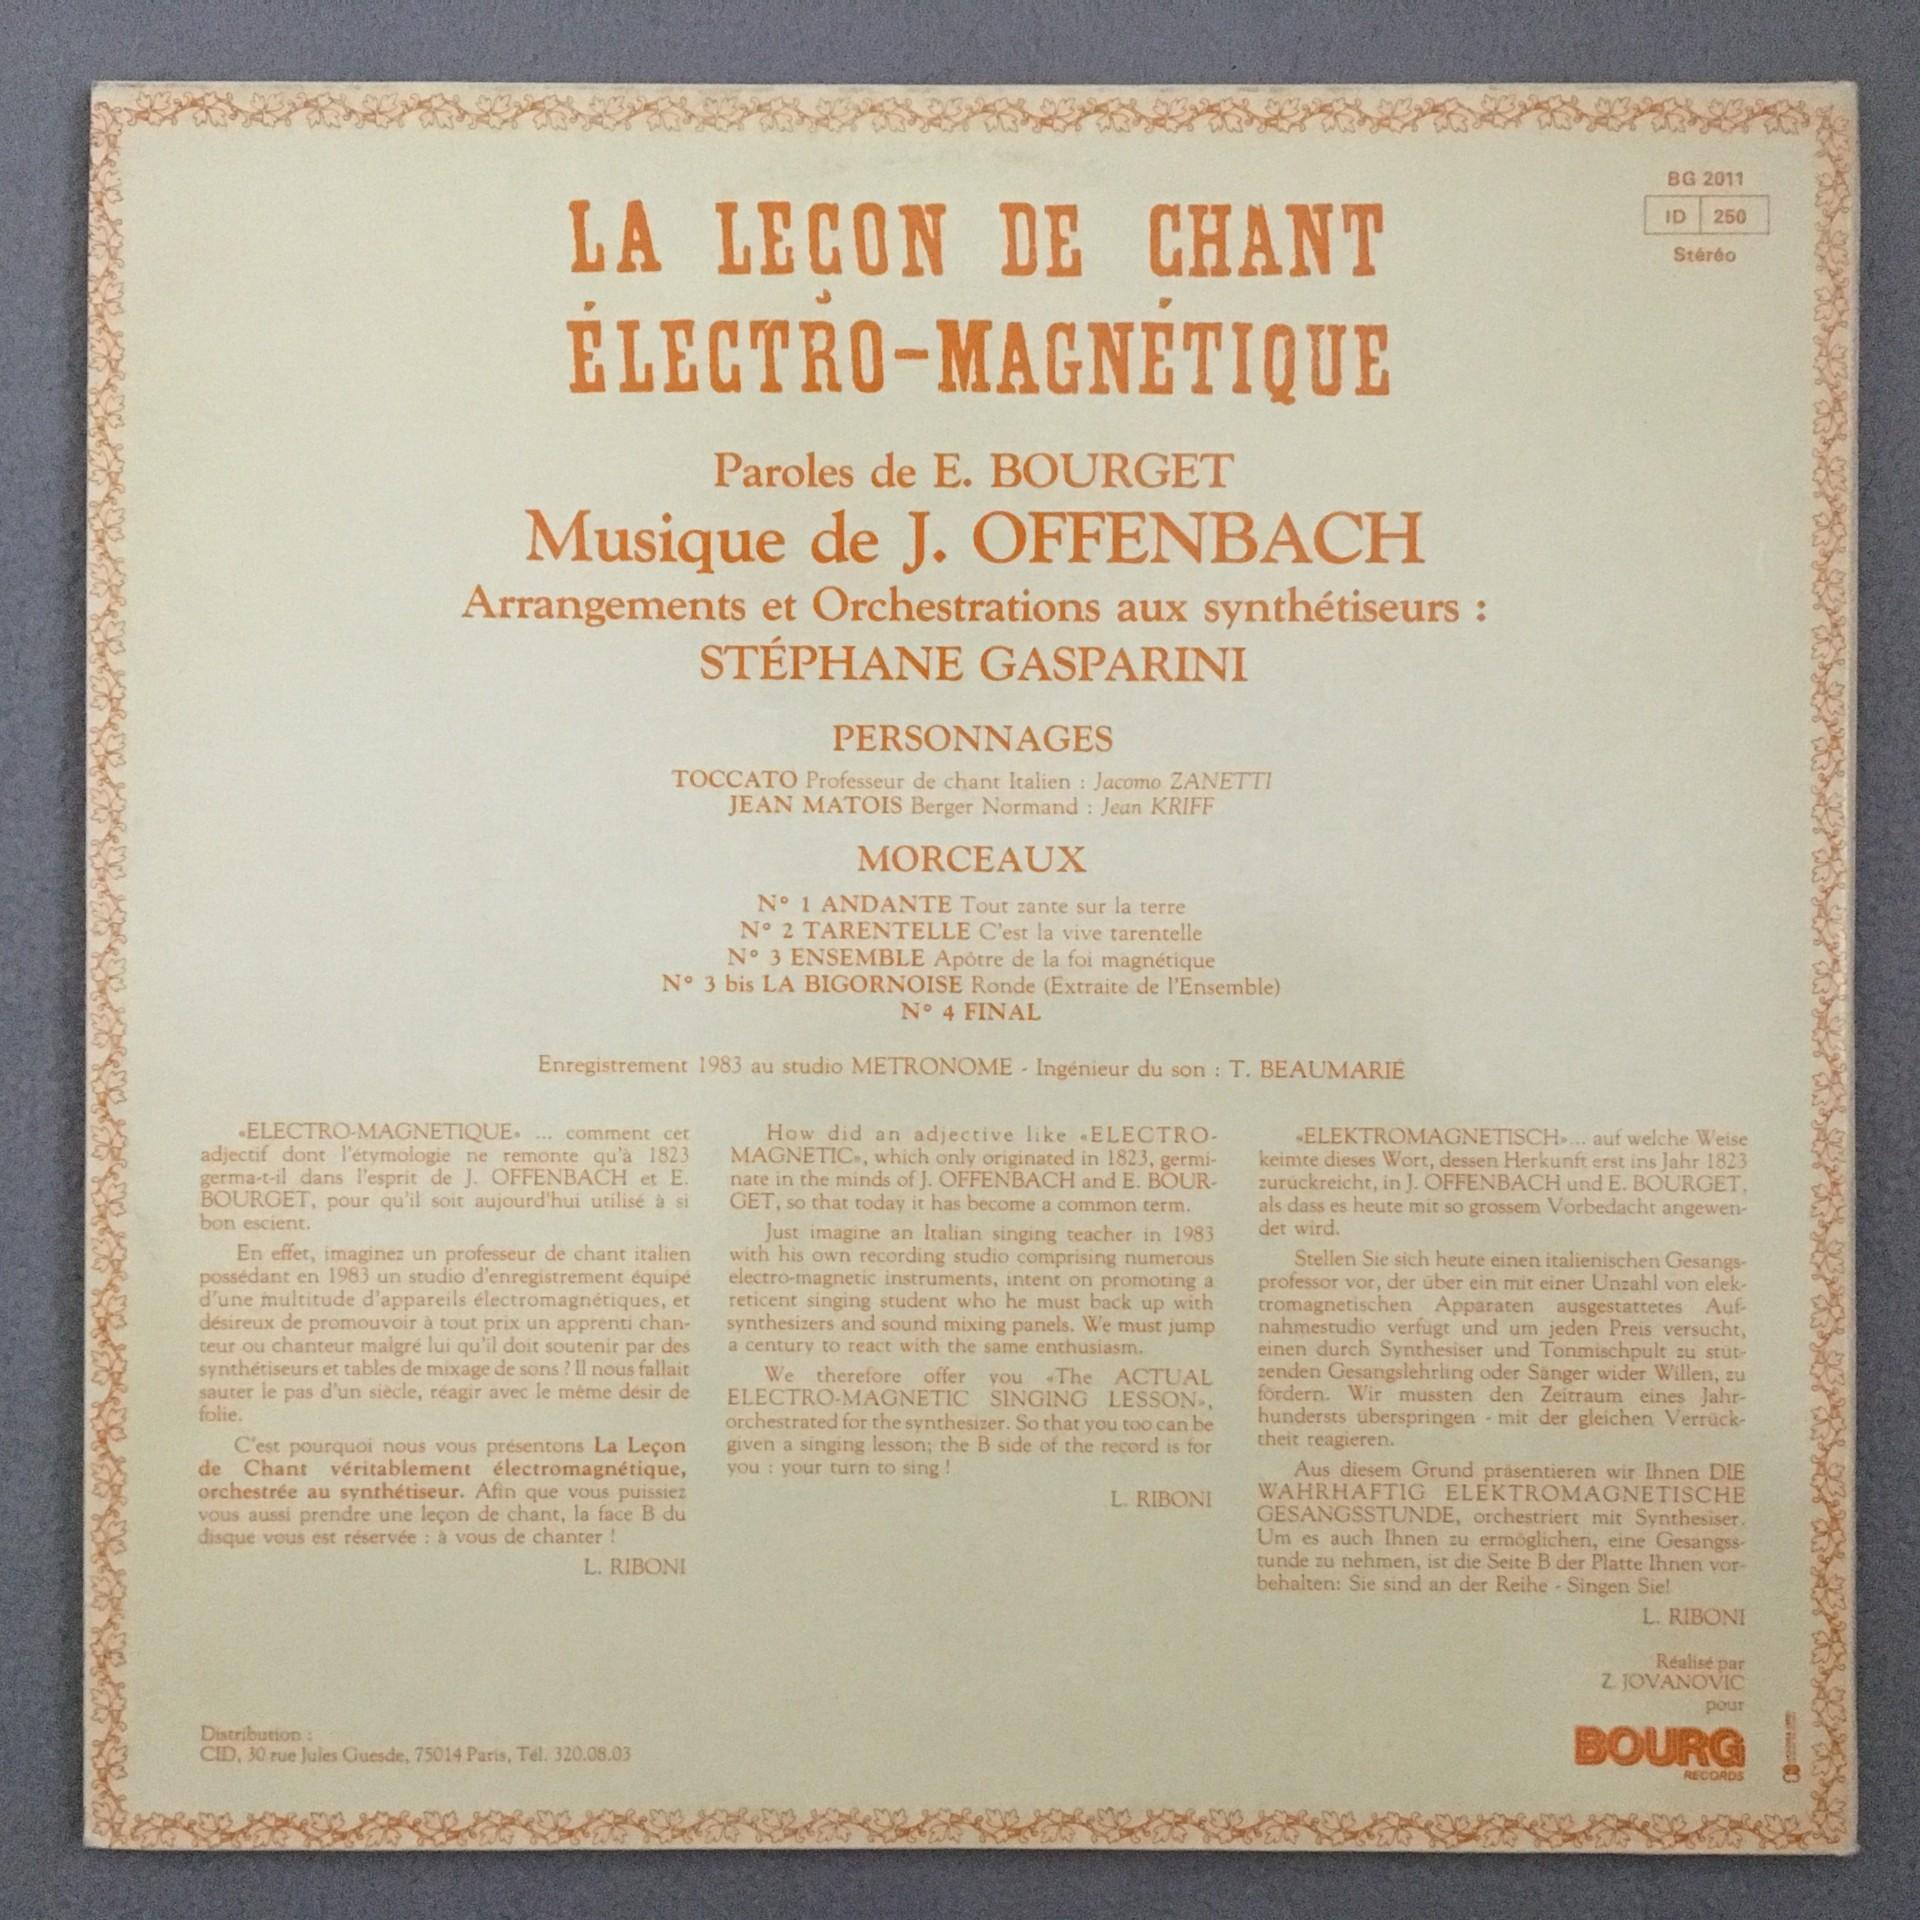 BG 2011
ID 250
Stéréo
LA LEÇON DE CHANT
ÉLECTRO-MAGNÉTIQUE
Paroles de E. BOURGET
Musique de J. OFFENBACH
Arrangements et Orchestrations aux synthétiseurs :
STÉPHANE GASPARINI
PERSONNAGES
TOCCATO Professeur de chant Italien : Jacomo ZANETTI
JEAN MATOIS Berger Normand : Jean KRIFF
MORCEAUX
N° 1 ANDANTE Tout zante sur la terre
N° 2 TARENTELLE C'est la vive tarentelle
N° 3 ENSEMBLE Apôtre de la foi magnétique
N° 3 bis LA BIGORNOISE Ronde (Extraite de l'Ensemble)
N° 4 FINAL
Enregistrement 1983 au studio METRONOME - Ingénieur du son : T. BEAUMARIÉ
«ELECTRO-MAGNETIQUE» ... comment cet
adjectif dont l'étymologie ne remonte qu'à 1823
germa-t-il dans l'esprit de J. OFFENBACH et E.
BOURGET, pour qu'il soit aujourd'hui utilisé à si
bon escient.
En effet, imaginez un professeur de chant italien
possédant en 1983 un studio d'enregistrement équipé
d'une multitude d'appareils électromagnétiques, et
désireux de promouvoir à tout prix un apprenti chan-
teur ou chanteur malgré lui qu'il doit soutenir par des
synthétiseurs et tables de mixage de sons ? Il nous fallait
sauter le pas d'un siècle, réagir avec le même désir de
folie.
C'est pourquoi nous vous présentons La Leçon
de Chant véritablement électromagnétique,
orchestrée au synthétiseur. Afin que vous puissiez
vous aussi prendre une leçon de chant, la face B du
disque vous est réservée : à vous de chanter !
L. RIBONI
How did an adjective like «ELECTRO-
MAGNETIC», which only originated in 1823, germi-
nate in the minds of J. OFFENBACH and E. BOUR-
GET, so that today it has become a common term.
Just imagine an Italian singing teacher in 1983
with his own recording studio comprising numerous
electro-magnetic instruments, intent on promoting a
reticent singing student who he must back up with
synthesizers and sound mixing panels. We must jump
a century to react with the same enthusiasm.
We therefore offer you «The ACTUAL
ELECTRO-MAGNETIC SINGING LESSON»,
orchestrated for the synthesizer. So that you too can be
given a singing lesson; the B side of the record is for
you : your turn to sing !
L. RIBONI
«ELEKTROMAGNETISCH»... auf welche Weise
keimte dieses Wort, dessen Herkunft erst ins Jahr 1823
zurückreicht, in J. OFFENBACH und E. BOURGET,
als dass es heute mit so grossem Vorbedacht angewen-
det wird.
Stellen Sie sich heute einen italienischen Gesangs-
professor vor, der über ein mit einer Unzahl von elek-
tromagnetischen Apparaten ausgestattetes Auf-
nahmestudio verfügt und um jeden Preis versucht,
einen durch Synthesiser und Tonmischpult zu stüt-
zenden Gesangslehrling oder Sänger wider Willen, zu
fördern. Wir mussten den Zeitraum eines Jahr-
hundersts überspringen - mit der gleichen Verrück-
theit reagieren.
Aus diesem Grund präsentieren wir Ihnen DIE
WAHRHAFTIG ELEKTROMAGNETISCHE
GESANGSSTUNDE, orchestriert mit Synthesiser.
Um es auch Ihnen zu ermöglichen, eine Gesangs-
tunde zu nehmen, ist die Seite B der Platte Ihnen vor-
behalten: Sie sind an der Reihe - Singen Sie!
L. RIBONI
Réalisé par
Z. JOVANOVIC
pour
BOURG
RECORDS
Distribution :
CID, 30 rue Jules Guesde, 75014 Paris, Tél. 320.08.03